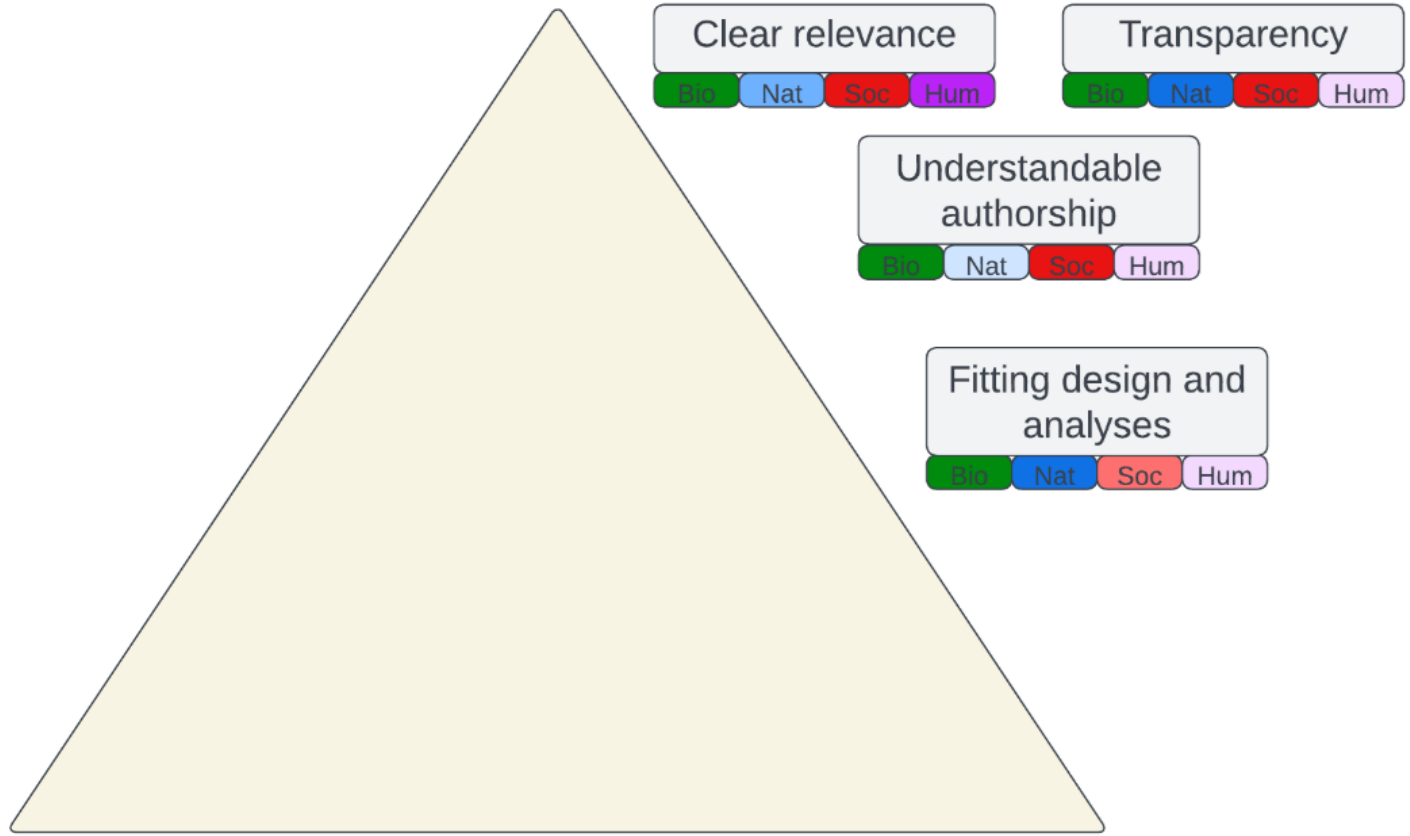 Clear relevance
Bio Nat Soc Hum
Transparency
Bio Nat Soc Hum
Understandable
authorship
Bio Nat Soc Hum
Fitting design and
analyses
Bio Nat Soc Hum